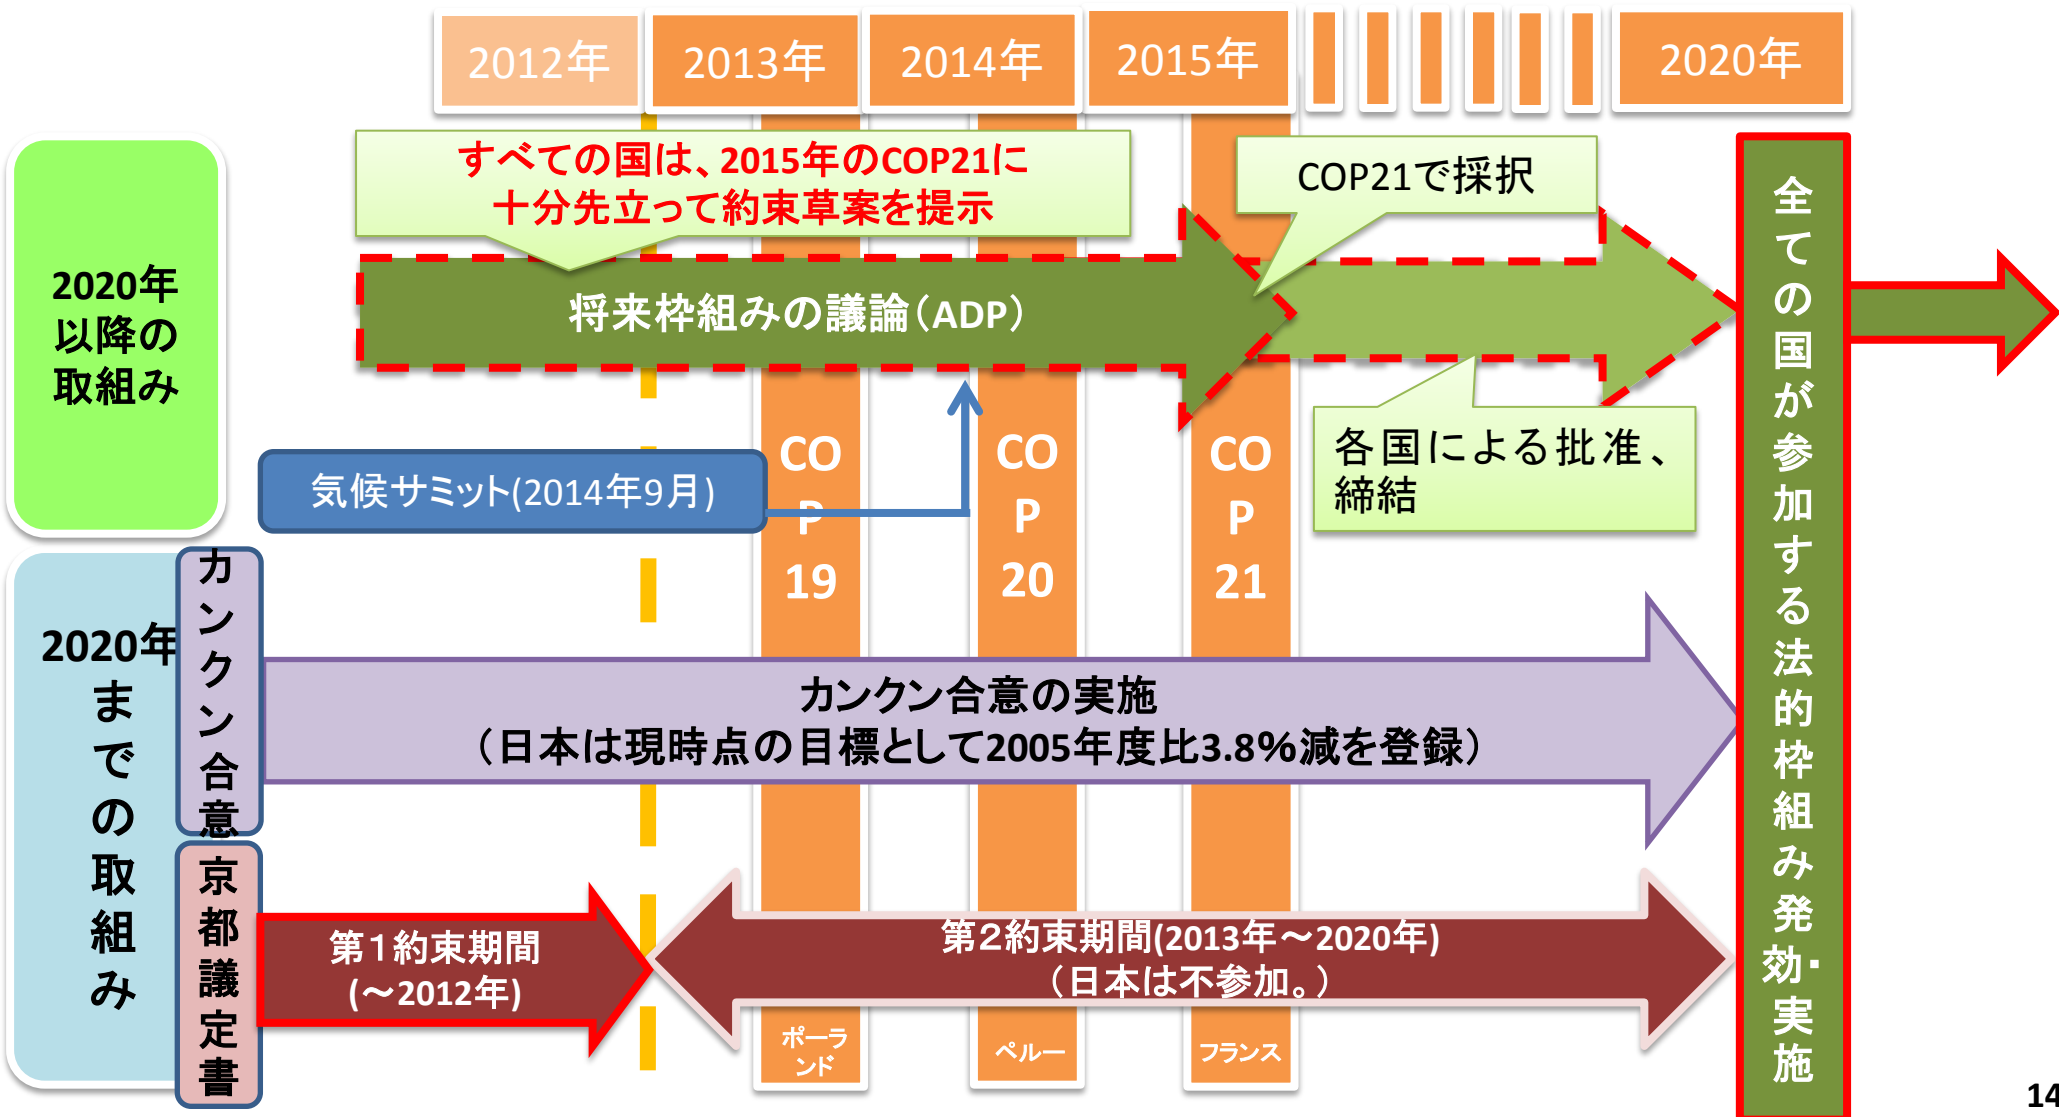 2012年
2013年
2014年
2015年
2020年
すべての国は、2015年のCOP21に
十分先立って約束草案を提示
COP21で採択
2020年
以降の
取組み
将来枠組みの議論(ADP)
各国による批准、
締結
気候サミット(2014年9月)
CO
P
19
CO
P
20
CO
P
21
全ての国が参加する法的枠組み発効・実施
2020年
までの取組み
カンクン合意
カンクン合意の実施
(日本は現時点の目標として2005年度比3.8%減を登録)
京都議定書
第1約束期間
(~2012年)
第2約束期間(2013年~2020年)
(日本は不参加。)
ポーラ
ンド
ペルー
フランス
14